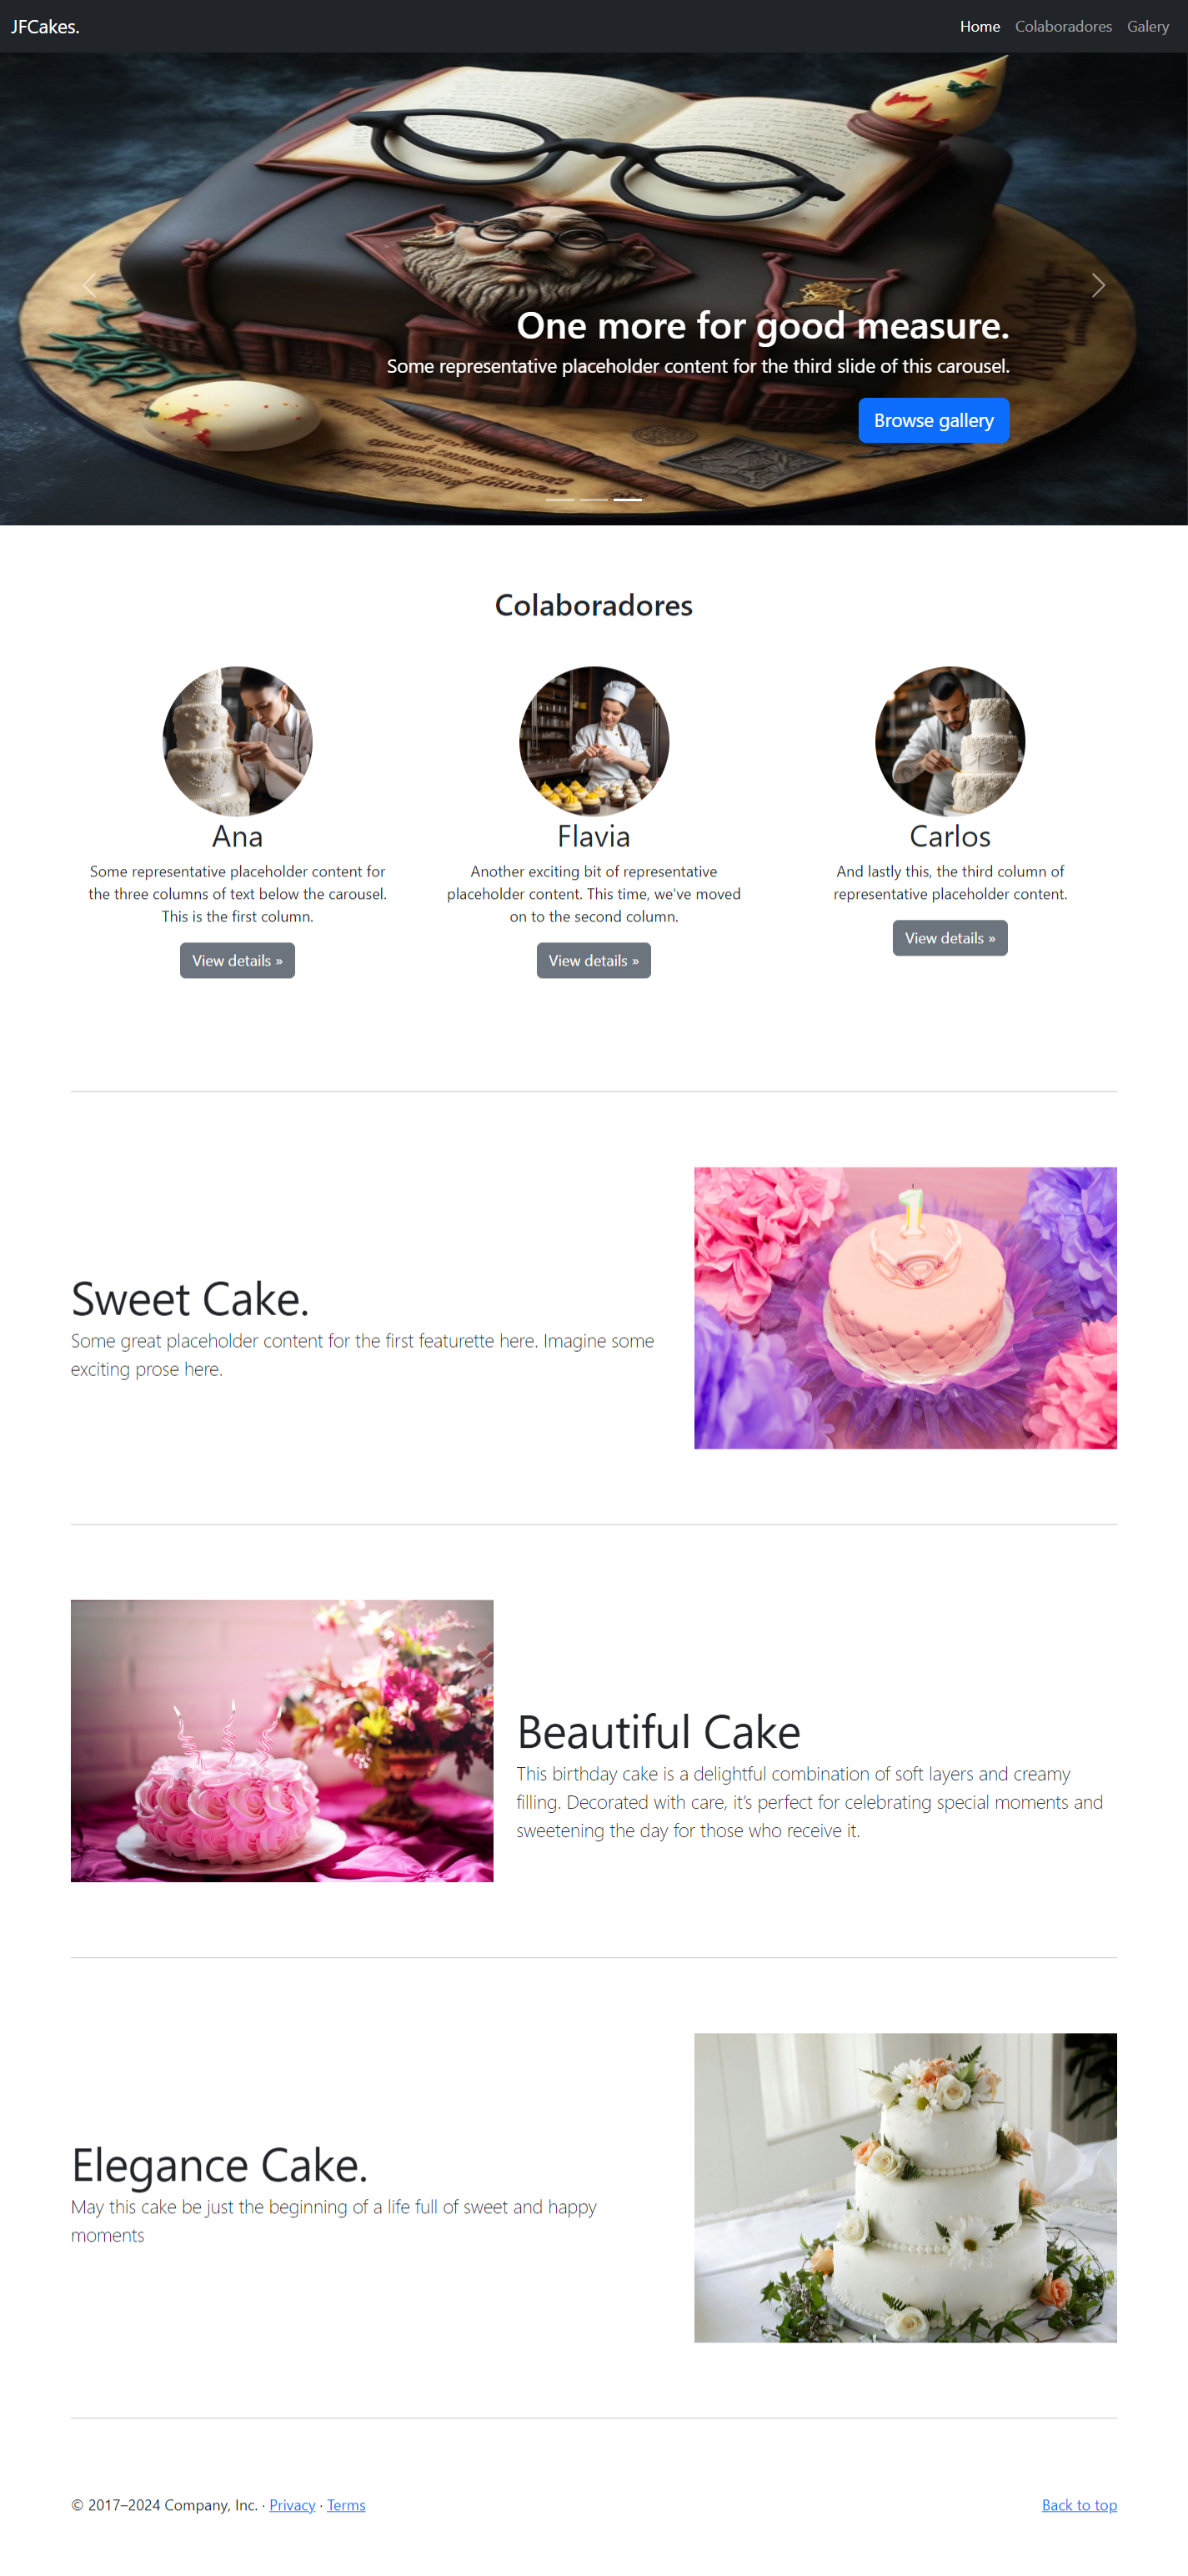 JFCakes.
Home Colaboradores Galery
One more for good measure.
Some representative placeholder content for the third slide of this carousel.
Browse gallery
Colaboradores
Ana
Some representative placeholder content for
the three columns of text below the carousel.
This is the first column.
View details »
Flavia
Another exciting bit of representative
placeholder content. This time, we've moved
on to the second column.
View details »
Carlos
And lastly this, the third column of
representative placeholder content.
View details »
Sweet Cake.
Some great placeholder content for the first featurette here. Imagine some
exciting prose here.
1
Beautiful Cake
This birthday cake is a delightful combination of soft layers and creamy
filling. Decorated with care, it’s perfect for celebrating special moments and
sweetening the day for those who receive it.
Elegance Cake.
May this cake be just the beginning of a life full of sweet and happy
moments
© 2017–2024 Company, Inc. · Privacy · Terms
Back to top